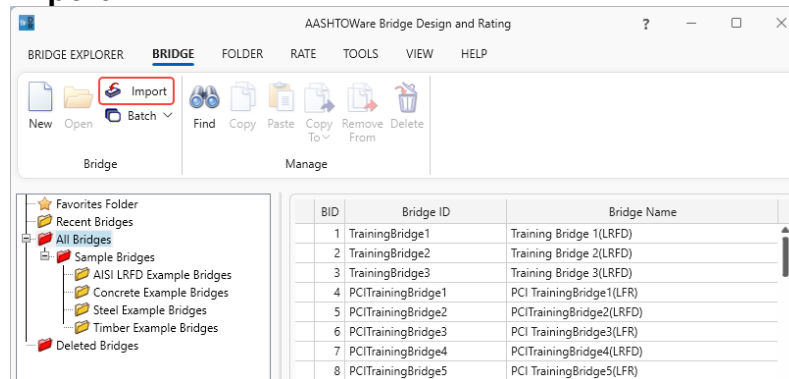 AASHTOWare Bridge Design and Rating ?
BRIDGE EXPLORER BRIDGE FOLDER RATE TOOLS VIEW HELP
New Open Import Batch Find Copy Paste Copy To Remove From Delete
Bridge Manage
Favorites Folder
Recent Bridges
All Bridges
Sample Bridges
AISI LRFD Example Bridges
Concrete Example Bridges
Steel Example Bridges
Timber Example Bridges
Deleted Bridges
BID Bridge ID Bridge Name
1 TrainingBridge1 Training Bridge 1(LRFD)
2 TrainingBridge2 Training Bridge 2(LRFD)
3 TrainingBridge3 Training Bridge 3(LRFD)
4 PCITrainingBridge1 PCI TrainingBridge1(LFR)
5 PCITrainingBridge2 PCITrainingBridge2(LRFD)
6 PCITrainingBridge3 PCI TrainingBridge3(LFR)
7 PCITrainingBridge4 PCITrainingBridge4(LRFD)
8 PCITrainingBridge5 PCI TrainingBridge5(LFR)